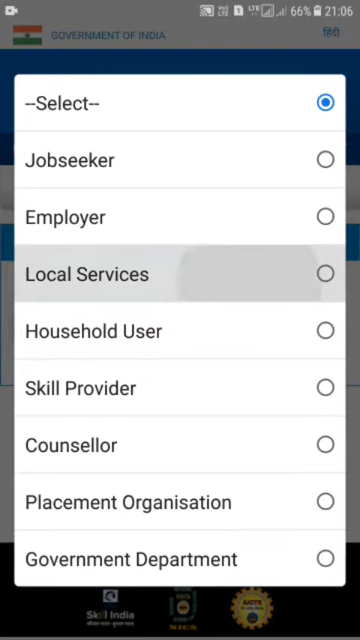 66% 21:06
GOVERNMENT OF INDIA हिंदी
--Select--
Jobseeker
Employer
Local Services
Household User
Skill Provider
Counsellor
Placement Organisation
Government Department
Skill India
NICS